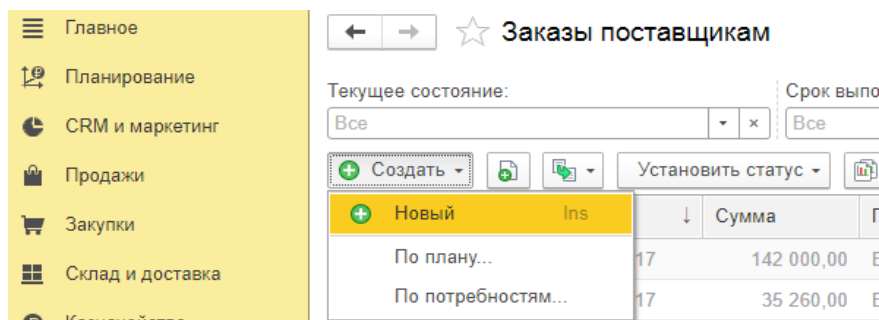 Главное
Планирование
CRM и маркетинг
Продажи
Закупки
Склад и доставка
Заказы поставщикам
Текущее состояние:
Срок выпо
Все
Все
Создать
Установить статус
Новый Ins
Сумма
По плану...
17 142 000,00
По потребностям...
17 35 260,00